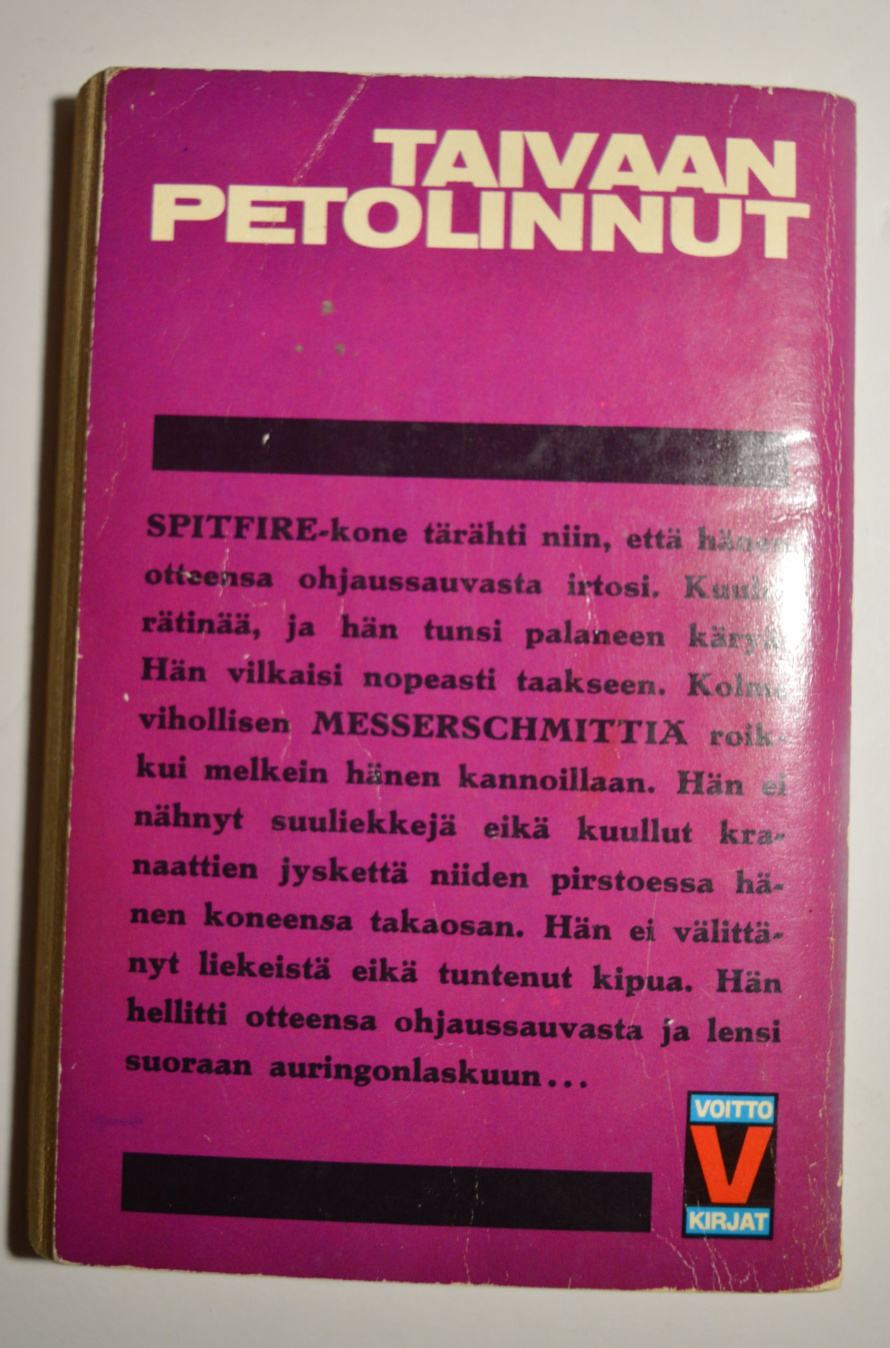 TAIVAAN
PETOLINNUT
SPITFIRE-kone tärähti niin, että hänen
otteensa ohjaussauvasta irtosi.
rätinää, ja hän tunsi palaneen
Hän vilkaisi nopeasti taakseen. Kolme
vihollisen MESSERSCHMITTIÄ roik-
kui melkein hänen kannoillaan. Hän ei
nähnyt suuliekkejä eikä kuullut kra-
naattien jyskettä niiden pirstoessa hä-
nen koneensa takaosan. Hän ei välittä-
nyt liekeistä eikä tuntenut kipua. Hän
hellitti otteensa ohjaussauvasta ja lensi
suoraan auringonlaskuun...
VOITTO
V
KIRJAT